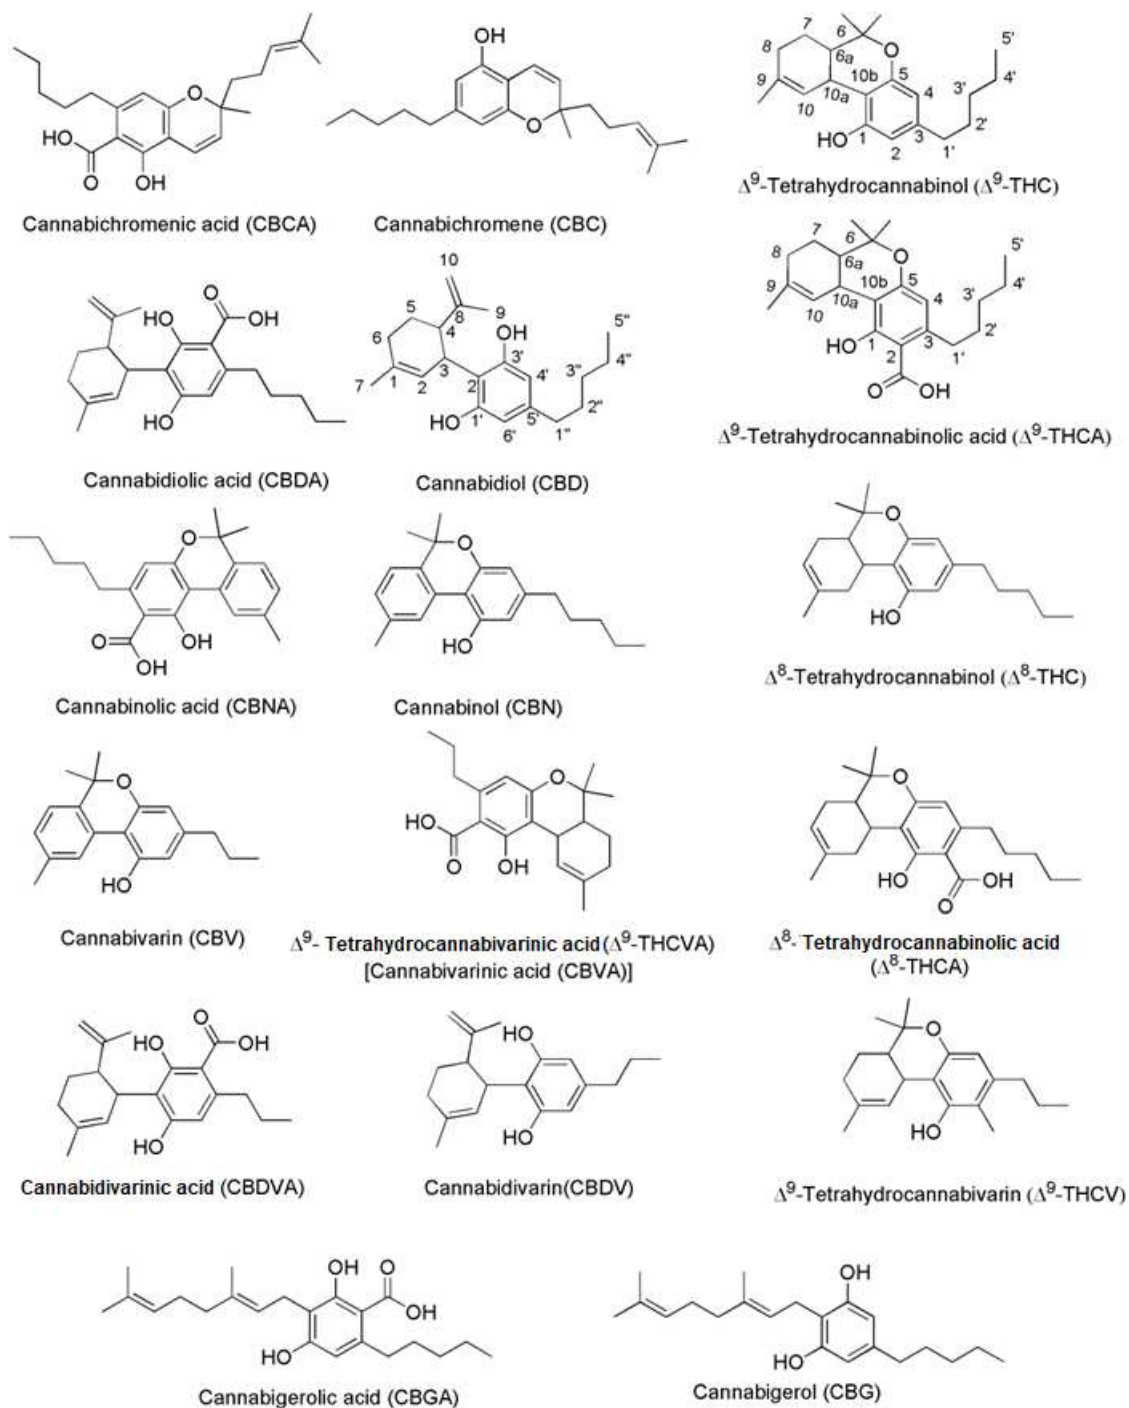 OH
O
HO
O
OH
Cannabichromenic acid (CBCA)
Cannabichromene (CBC)
7
6
8
6a
O
5'
9
10b
5
4'
10
10a
4
3'
HO
1
2
3
2'
1'
Δ9-Tetrahydrocannabinol (Δ9-THC)
O
HO
OH
HO
Cannabidiolic acid (CBDA)
10
5
8
9
4
6
OH
5''
3'
4''
3
4'
3''
7
1
2
2'
2''
HO
1'
5'
6'
1''
Cannabidiol (CBD)
7
6
8
6a
O
5'
9
10b
5
4'
10
10a
4
3'
HO
1
2
3
2'
1'
O
OH
Δ9-Tetrahydrocannabinolic acid (Δ9-THCA)
O
O
OH
OH
Cannabinolic acid (CBNA)
O
HO
Cannabinol (CBN)
O
HO
Δ8-Tetrahydrocannabinol (Δ8-THC)
O
HO
Cannabivarin (CBV)
O
HO
O
OH
Δ9- Tetrahydrocannabivarinic acid(Δ9-THCVA)
[Cannabivarinic acid (CBVA)]
O
HO
OH
O
Δ8- Tetrahydrocannabinolic acid
(Δ8-THCA)
O
HO
OH
HO
Cannabidivarinic acid (CBDVA)
HO
HO
Cannabidivarin(CBDV)
O
HO
Δ9-Tetrahydrocannabivarin (Δ9-THCV)
OH
O
OH
HO
Cannabigerolic acid (CBGA)
OH
HO
Cannabigerol (CBG)